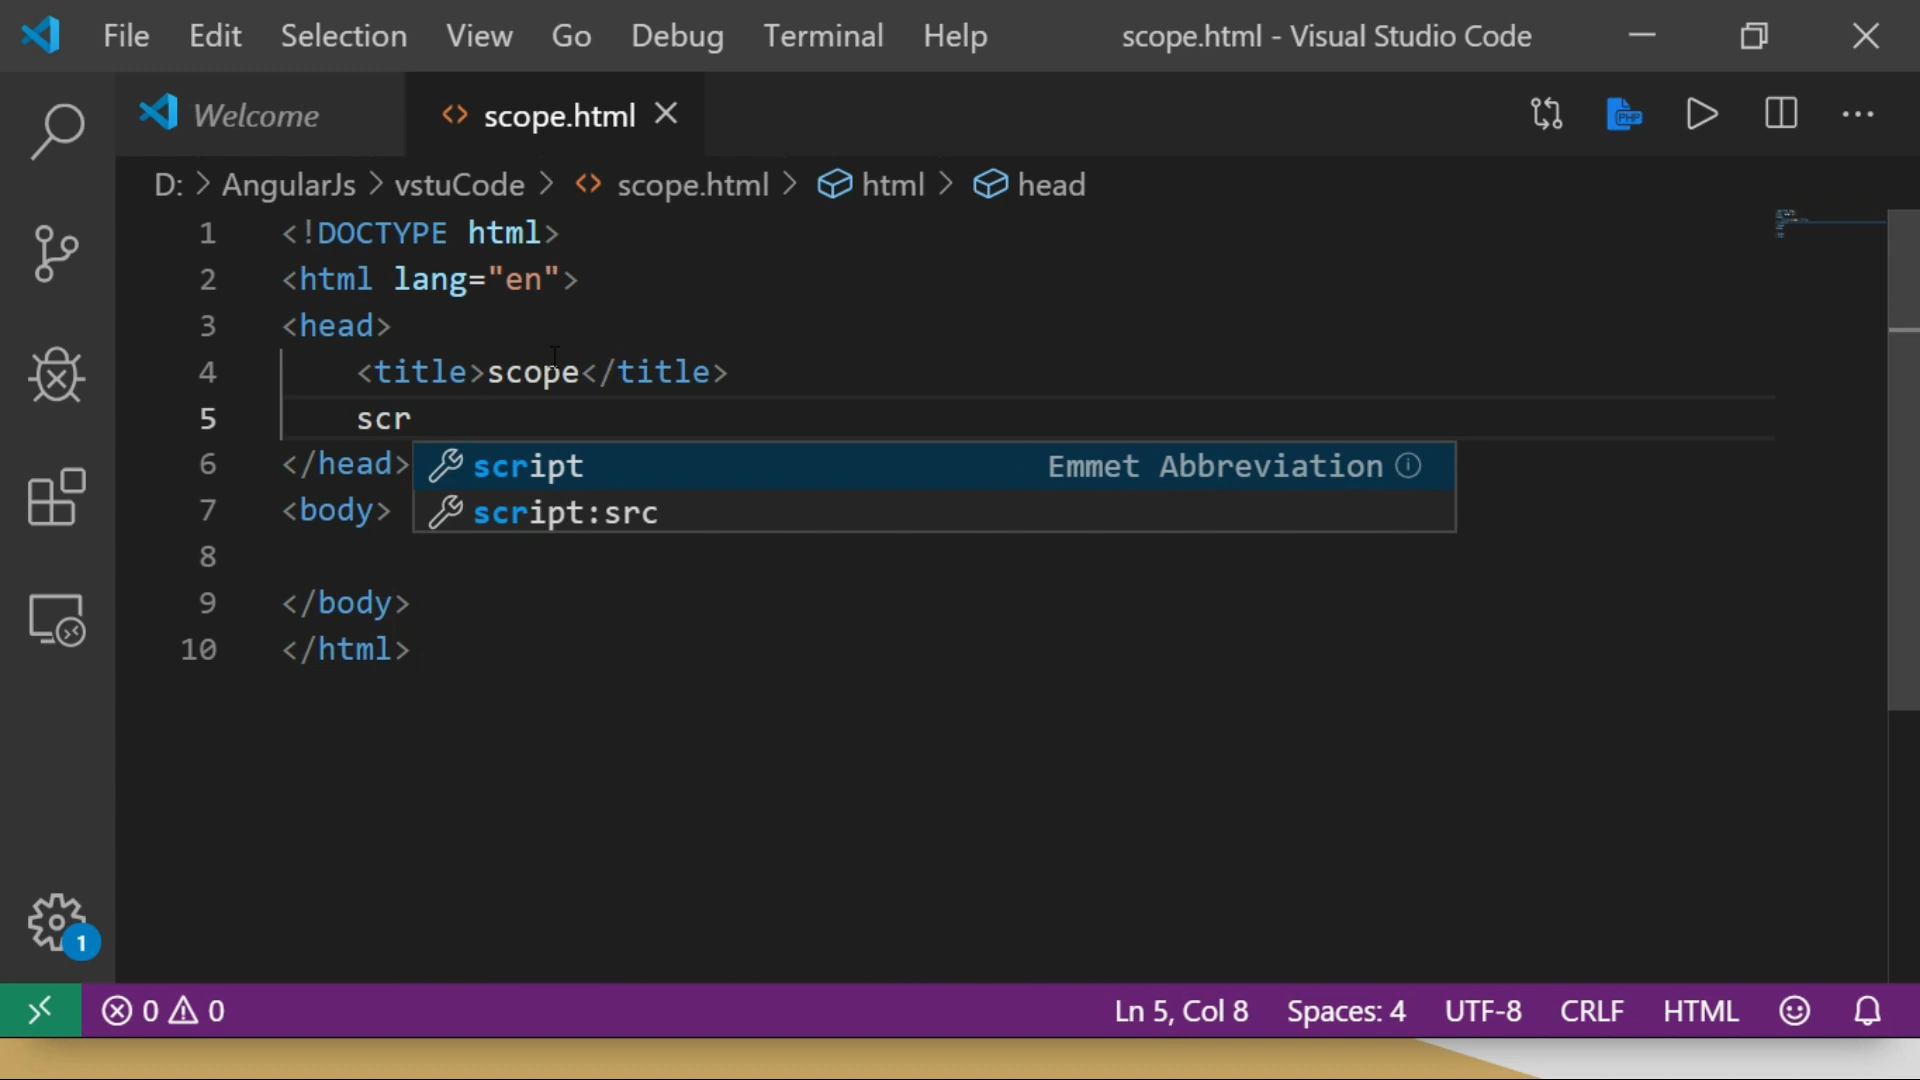 File Edit Selection View Go Debug Terminal Help scope.html - Visual Studio Code
Welcome scope.html
PHP
D: > AngularJs > vstuCode > scope.html > html > head
1 <!DOCTYPE html>
2 <html lang="en">
3 <head>
4 <title>scope</title>
5 scr
6 </head>
script Emmet Abbreviation
7 <body>
script:src
8
9 </body>
10 </html>
1
0 0 Ln 5, Col 8 Spaces: 4 UTF-8 CRLF HTML